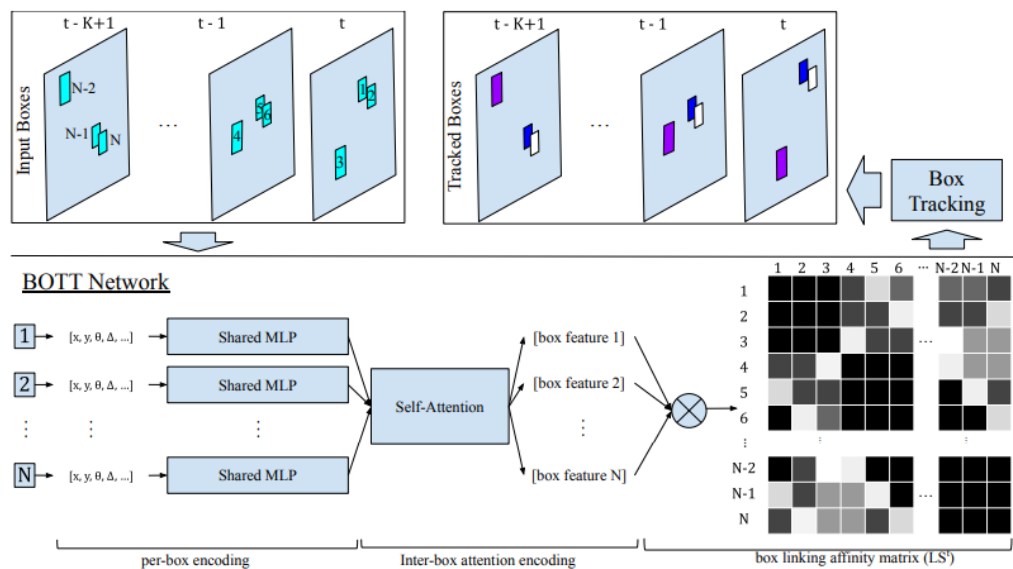 t - K+1 t - 1 t
Input Boxes
N-2
N-1 N
...
4 5 6
1 2
3
t - K+1 t - 1 t
Tracked Boxes
...
Box
Tracking
BOTT Network
1 [x, y, θ, Δ, ...] Shared MLP
2 [x, y, θ, Δ, ...] Shared MLP
⋮ ⋮ ⋮
N [x, y, θ, Δ, ...] Shared MLP
Self-Attention
[box feature 1]
[box feature 2]
⋮
[box feature N]
1 2 3 4 5 6 ... N-2 N-1 N
1
2
3 ...
4
5
6
⋮ ⋮ ⋮
N-2
N-1 ...
N
per-box encoding
Inter-box attention encoding
box linking affinity matrix (LSᵗ)